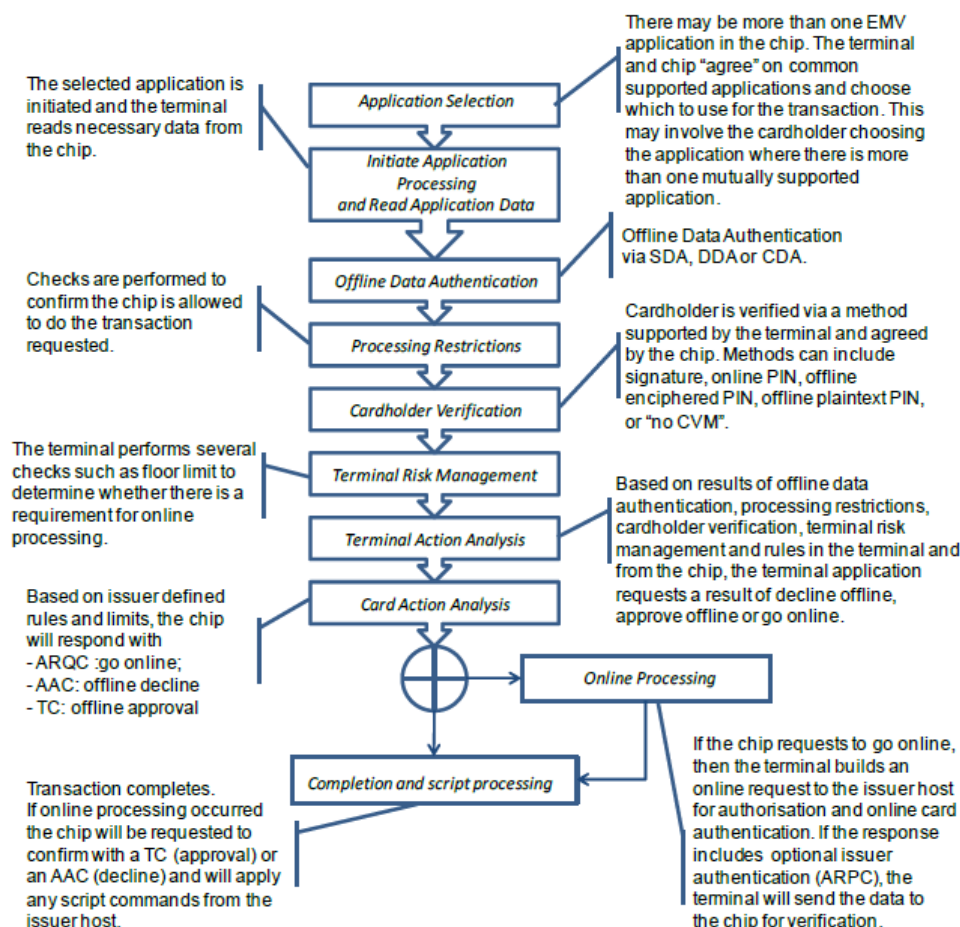 There may be more than one EMV
application in the chip. The terminal
and chip “agree” on common
supported applications and choose
which to use for the transaction. This
may involve the cardholder choosing
the application where there is more
than one mutually supported
application.
The selected application is
initiated and the terminal
reads necessary data from
the chip.
Application Selection
Initiate Application
Processing
and Read Application Data
Offline Data Authentication
via SDA, DDA or CDA.
Offline Data Authentication
Checks are performed to
confirm the chip is allowed
to do the transaction
requested.
Processing Restrictions
Cardholder is verified via a method
supported by the terminal and agreed
by the chip. Methods can include
signature, online PIN, offline
enciphered PIN, offline plaintext PIN,
or “no CVM”.
Cardholder Verification
The terminal performs several
checks such as floor limit to
determine whether there is a
requirement for online
processing.
Terminal Risk Management
Terminal Action Analysis
Based on results of offline data
authentication, processing restrictions,
cardholder verification, terminal risk
management and rules in the terminal and
from the chip, the terminal application
requests a result of decline offline,
approve offline or go online.
Based on issuer defined
rules and limits, the chip
will respond with
- ARQC :go online;
- AAC: offline decline
- TC: offline approval
Card Action Analysis
Online Processing
If the chip requests to go online,
then the terminal builds an
online request to the issuer host
for authorisation and online card
authentication. If the response
includes optional issuer
authentication (ARPC), the
terminal will send the data to
the chip for verification.
Completion and script processing
Transaction completes.
If online processing occurred
the chip will be requested to
confirm with a TC (approval) or
an AAC (decline) and will apply
any script commands from the
issuer host.